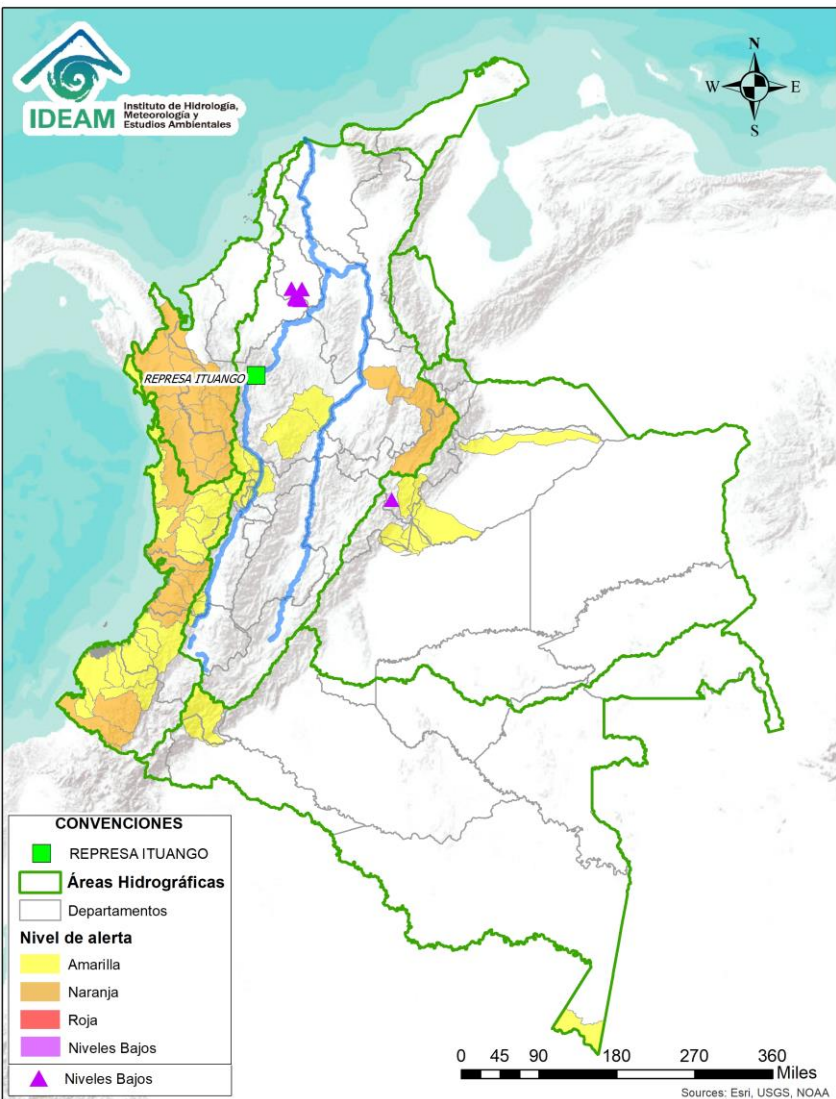 IDEAM
Instituto de Hidrología,
Meteorología y
Estudios Ambientales
N
W
E
S
REPRESA ITUANGO
CONVENCIONES
REPRESA ITUANGO
Áreas Hidrográficas
Departamentos
Nivel de alerta
Amarilla
Naranja
Roja
Niveles Bajos
Niveles Bajos
0 45 90 180 270 360
Miles
Sources: Esri, USGS, NOAA